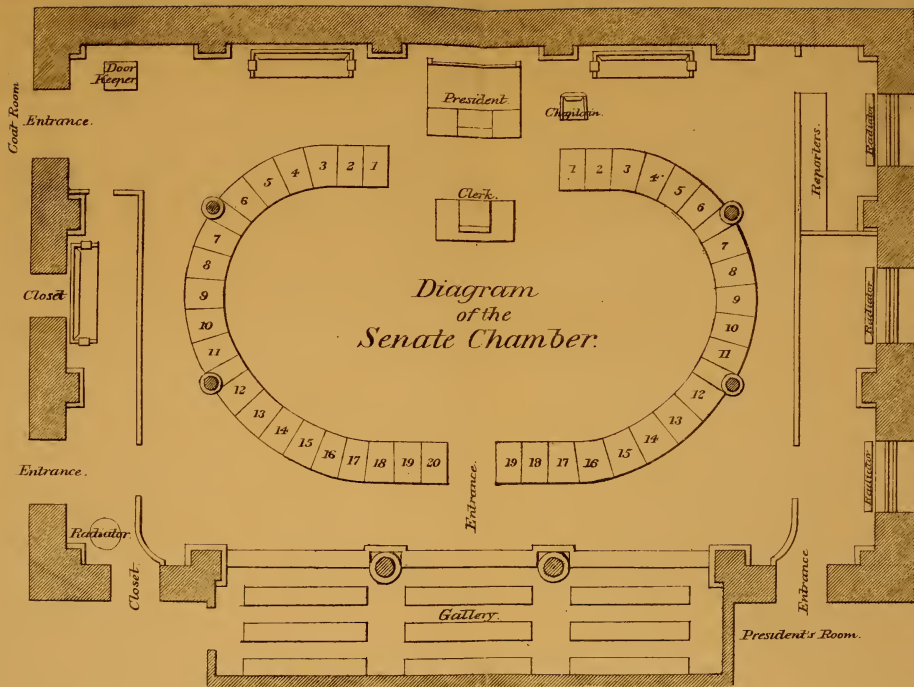 Door
Keeper
President.
Chaplain.
Coat Room
Entrance.
Radiator
Reporters.
1
2
3
4
5
6
7
8
9
10
11
12
13
14
15
16
17
18
19
20
1
2
3
4
5
6
7
8
9
10
11
12
13
14
15
16
17
18
19
Clerk.
Closet
Radiator
Diagram
of the
Senate Chamber.
Entrance.
Entrance.
Radiator
Radiator.
Closet
Gallery.
Entrance
President's Room.